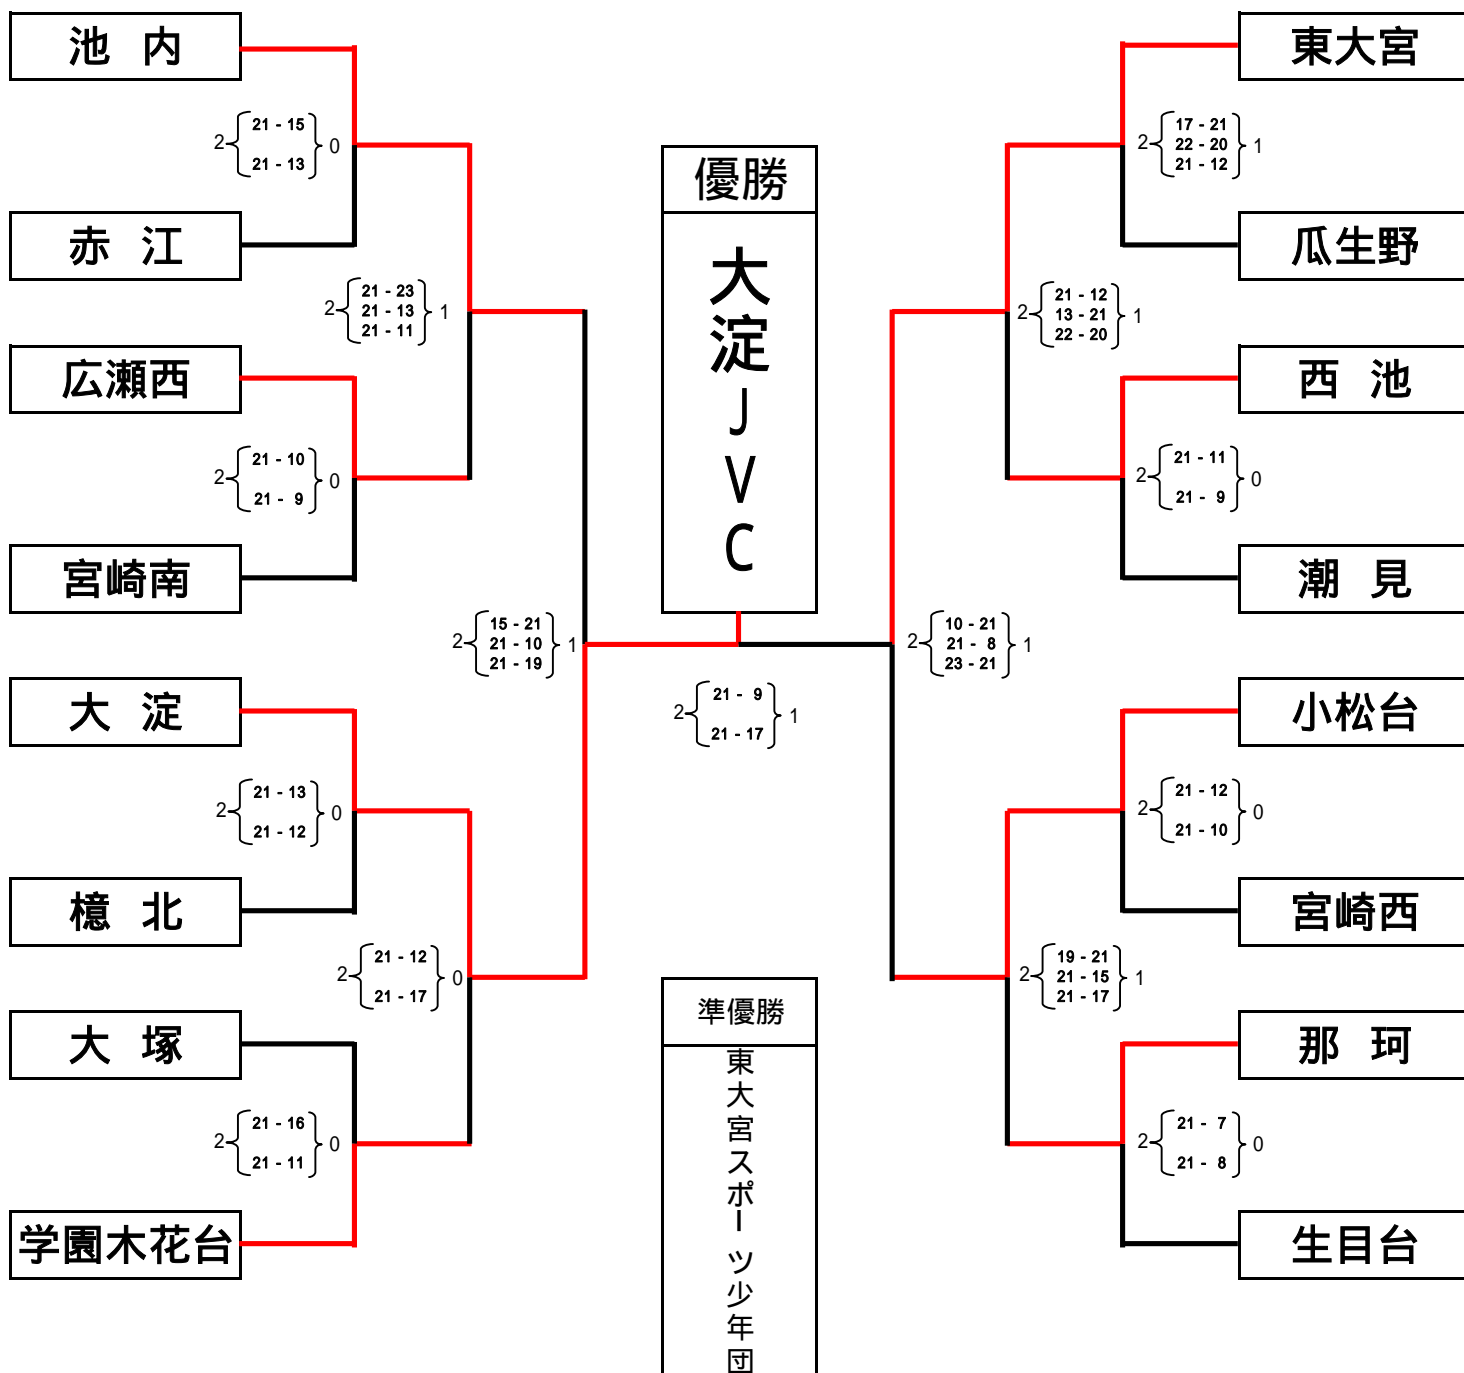 池 内
2 21 - 15 0
21 - 13
赤 江
2 21 - 23 1
21 - 13
21 - 11
広瀬西
2 21 - 10 0
21 - 9
宮崎南
2 15 - 21 1
21 - 10
21 - 19
大 淀
2 21 - 13 0
21 - 12
檍 北
2 21 - 12 0
21 - 17
大 塚
2 21 - 16 0
21 - 11
学園木花台
優勝
大淀JVC
2 21 - 9 1
21 - 17
準優勝
東大宮スポーツ少年団
東大宮
2 17 - 21 1
22 - 20
21 - 12
瓜生野
2 21 - 12 1
13 - 21
22 - 20
西 池
2 21 - 11 0
21 - 9
潮 見
2 10 - 21 1
21 - 8
23 - 21
小松台
2 21 - 12 0
21 - 10
宮崎西
2 19 - 21 1
21 - 15
21 - 17
那 珂
2 21 - 7 0
21 - 8
生目台